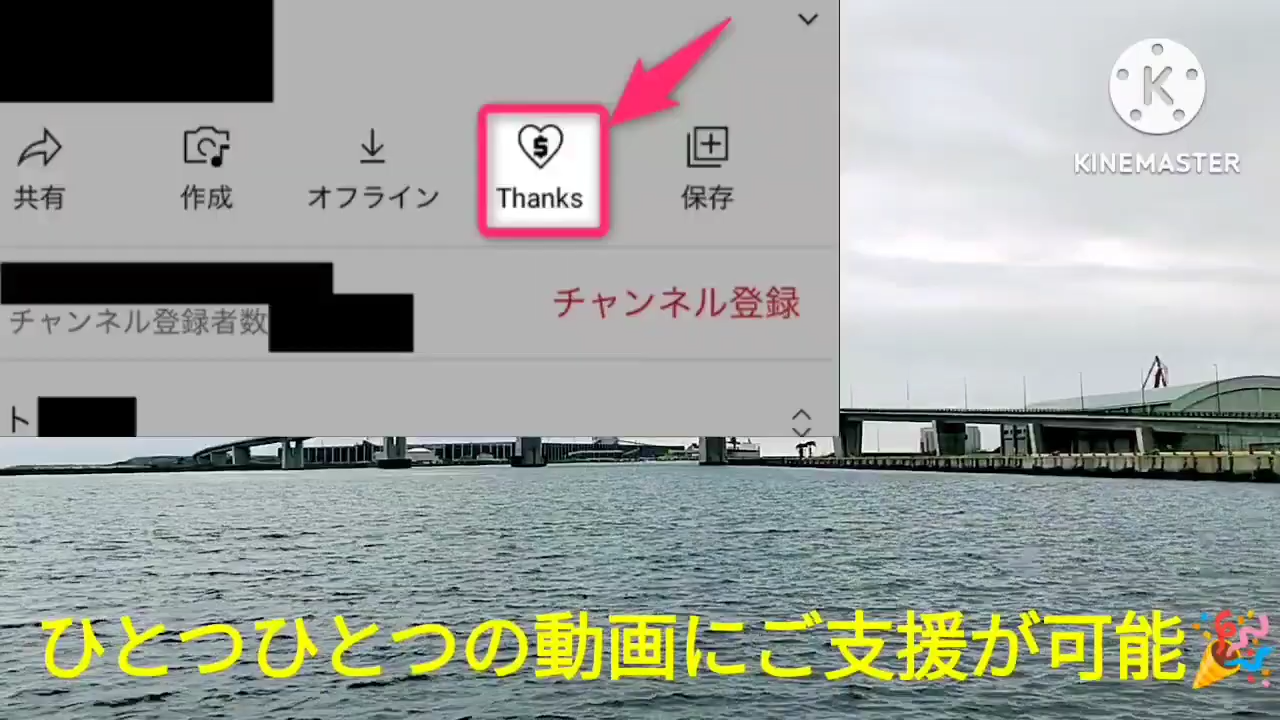 共有
作成
オフライン
Thanks
保存
チャンネル登録
チャンネル登録者数
ト
K
KINEMASTER
ひとつひとつの動画にご支援が可能🎉